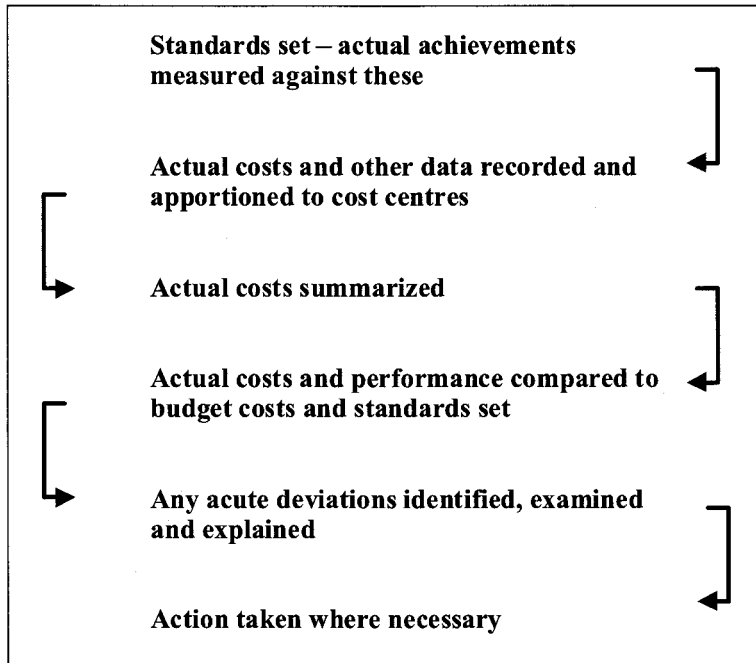 Standards set – actual achievements
measured against these
Actual costs and other data recorded and
apportioned to cost centres
Actual costs summarized
Actual costs and performance compared to
budget costs and standards set
Any acute deviations identified, examined
and explained
Action taken where necessary